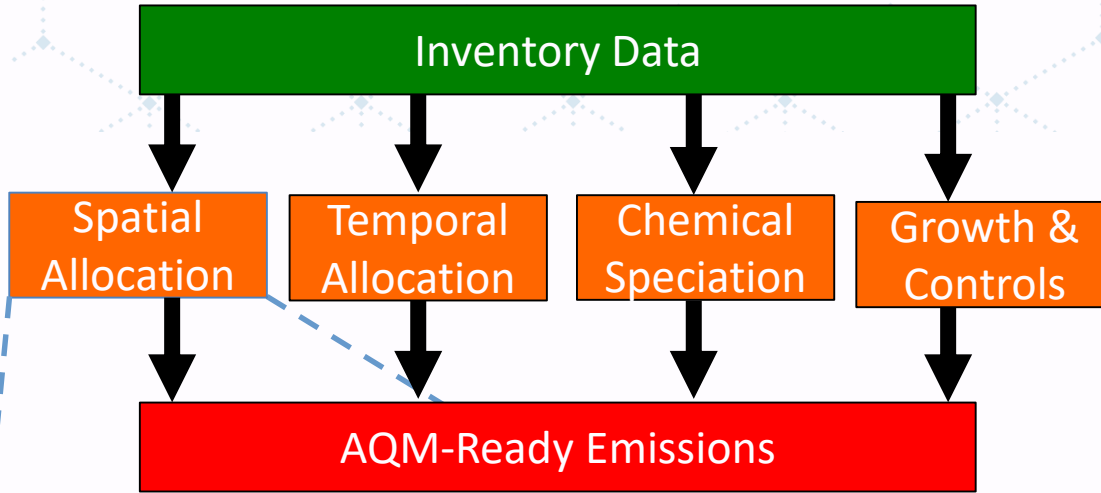 Inventory Data
Spatial
Allocation
Temporal
Allocation
Chemical
Speciation
Growth &
Controls
AQM-Ready Emissions